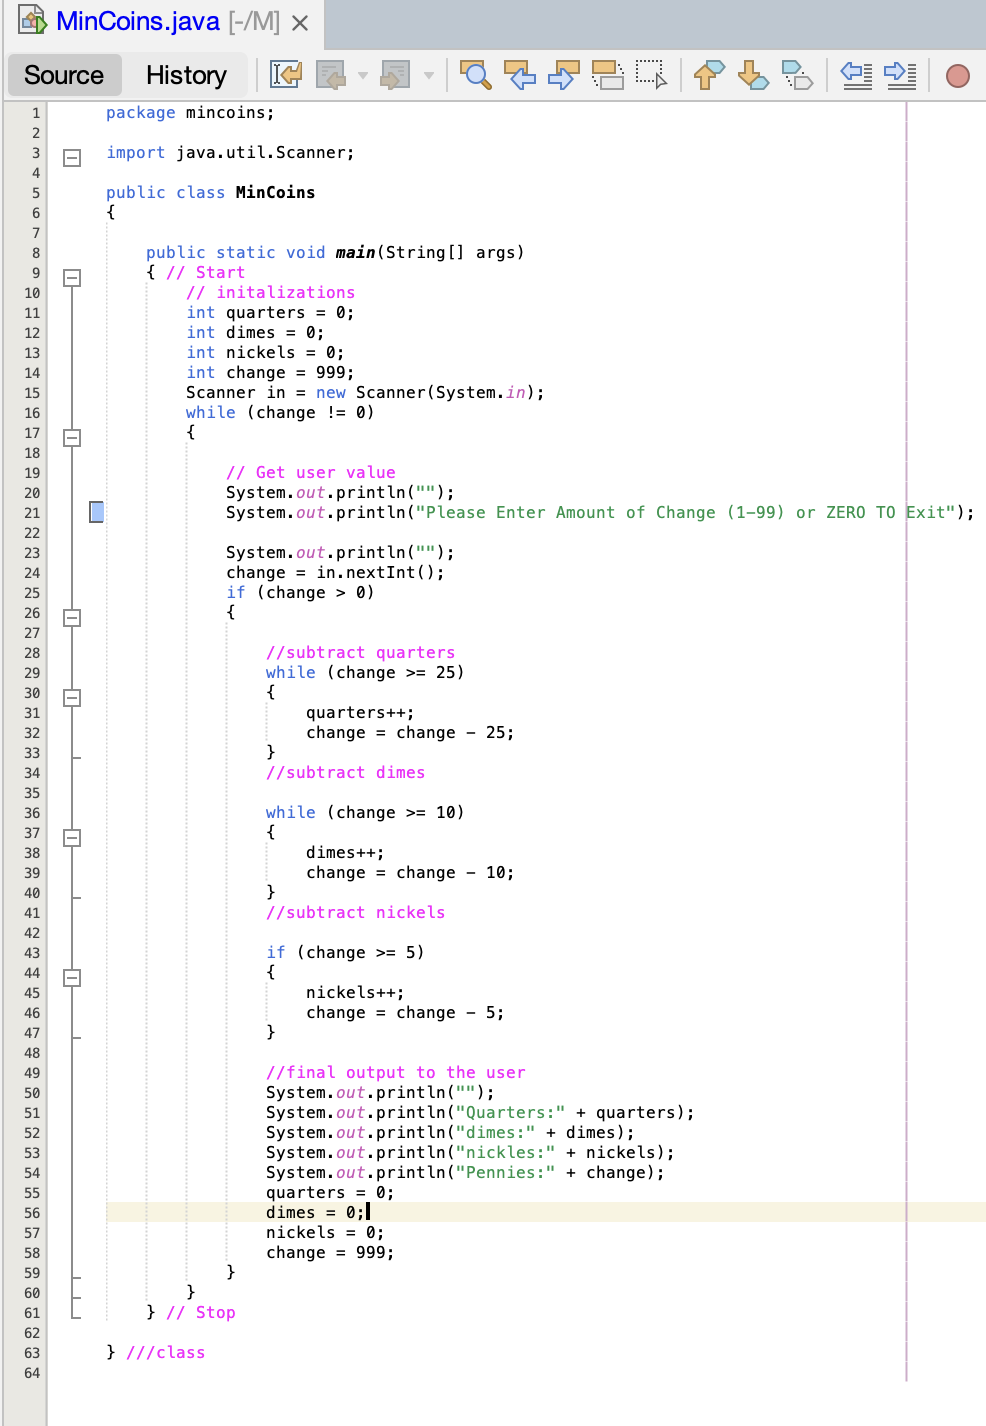 MinCoins.java [-/M]
Source History
1 package mincoins;
2
3 import java.util.Scanner;
4
5 public class MinCoins
6 {
7
8 public static void main(String[] args)
9 { // Start
10 // initalizations
11 int quarters = 0;
12 int dimes = 0;
13 int nickels = 0;
14 int change = 999;
15 Scanner in = new Scanner(System.in);
16 while (change != 0)
17 {
18
19 // Get user value
20 System.out.println("");
21 System.out.println("Please Enter Amount of Change (1-99) or ZERO TO Exit");
22
23 System.out.println("");
24 change = in.nextInt();
25 if (change > 0)
26 {
27
28 //subtract quarters
29 while (change >= 25)
30 {
31 quarters++;
32 change = change - 25;
33 }
34 //subtract dimes
35
36 while (change >= 10)
37 {
38 dimes++;
39 change = change - 10;
40 }
41 //subtract nickels
42
43 if (change >= 5)
44 {
45 nickels++;
46 change = change - 5;
47 }
48
49 //final output to the user
50 System.out.println("");
51 System.out.println("Quarters:" + quarters);
52 System.out.println("dimes:" + dimes);
53 System.out.println("nickles:" + nickels);
54 System.out.println("Pennies:" + change);
55 quarters = 0;
56 dimes = 0;
57 nickels = 0;
58 change = 999;
59 }
60 }
61 } // Stop
62
63 } ///class
64